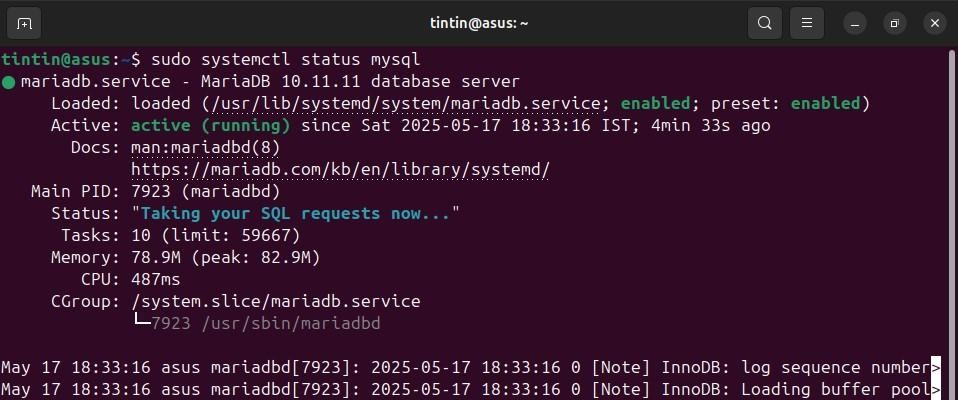 tintin@asus: ~
tintin@asus:~$ sudo systemctl status mysql
● mariadb.service - MariaDB 10.11.11 database server
     Loaded: loaded (/usr/lib/systemd/system/mariadb.service; enabled; preset: enabled)
     Active: active (running) since Sat 2025-05-17 18:33:16 IST; 4min 33s ago
       Docs: man:mariadbd(8)
             https://mariadb.com/kb/en/library/systemd/
   Main PID: 7923 (mariadbd)
     Status: "Taking your SQL requests now..."
      Tasks: 10 (limit: 59667)
     Memory: 78.9M (peak: 82.9M)
        CPU: 487ms
     CGroup: /system.slice/mariadb.service
             └─7923 /usr/sbin/mariadbd
May 17 18:33:16 asus mariadbd[7923]: 2025-05-17 18:33:16 0 [Note] InnoDB: log sequence number>
May 17 18:33:16 asus mariadbd[7923]: 2025-05-17 18:33:16 0 [Note] InnoDB: Loading buffer pool>